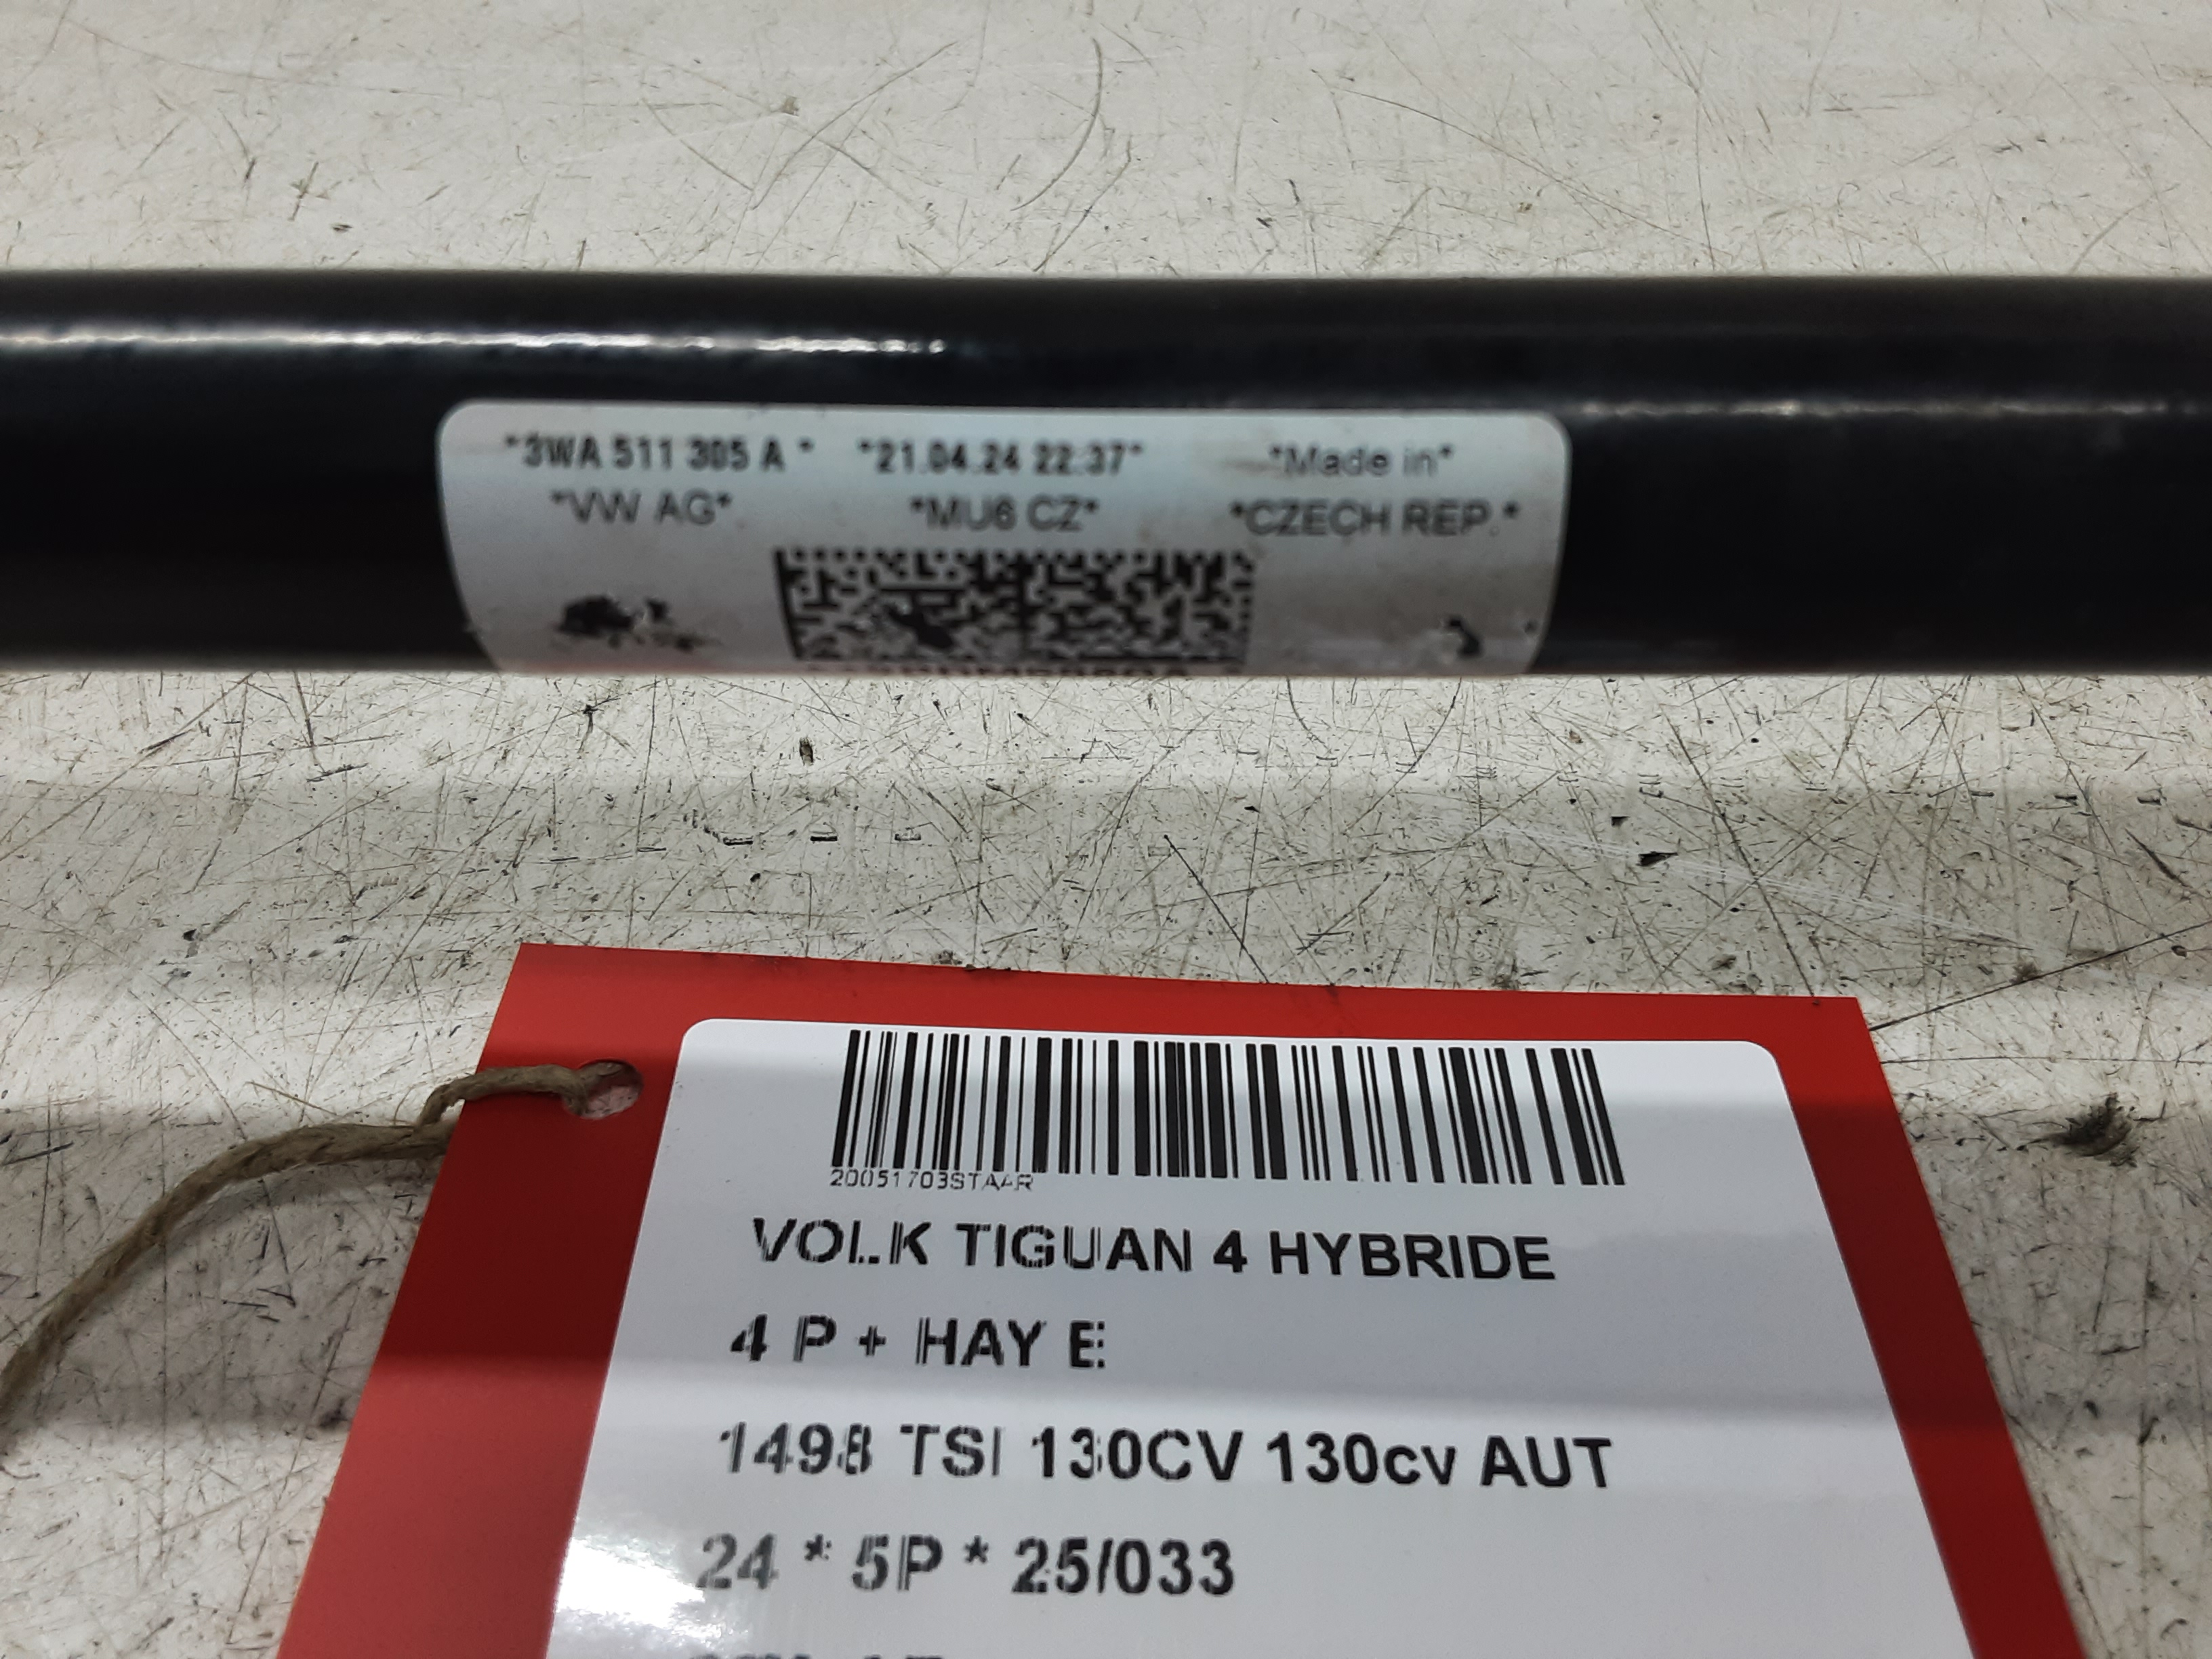 *3WA 511 305 A * *21.04.24 22:37* *Made in*
*VW AG* *MU6 CZ* *CZECH REP.*
20051703STAAR
VOLK TIGUAN 4 HYBRIDE
4 P + HAYE
1498 TSI 130CV 130cv AUT
24 * 5P * 25/033